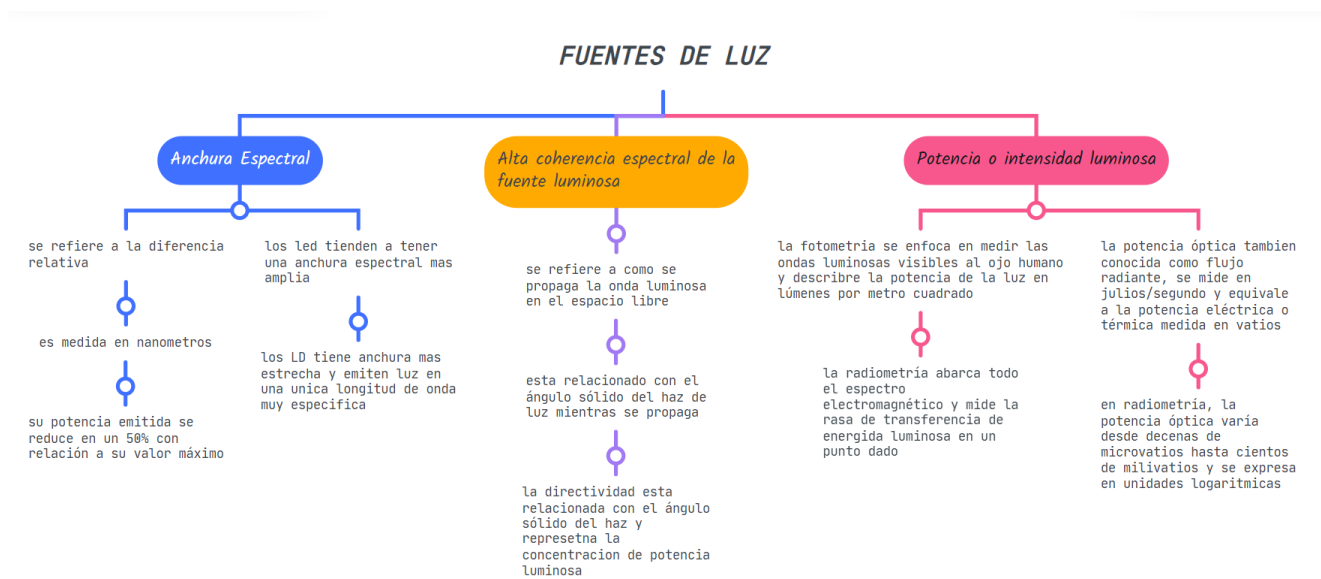 FUENTES DE LUZ
Anchura Espectral
se refiere a la diferencia
relativa
es medida en nanometros
su potencia emitida se
reduce en un 50% con
relación a su valor máximo
los led tienden a tener
una anchura espectral mas
amplia
los LD tiene anchura mas
estrecha y emiten luz en
una unica longitud de onda
muy especifica
Alta coherencia espectral de la
fuente luminosa
se refiere a como se
propaga la onda luminosa
en el espacio libre
esta relacionado con el
ángulo sólido del haz de
luz mientras se propaga
la directividad esta
relacionada con el ángulo
sólido del haz y
represetna la
concentracion de potencia
luminosa
Potencia o intensidad luminosa
la fotometria se enfoca en medir las
ondas luminosas visibles al ojo humano
y describe la potencia de la luz en
lúmenes por metro cuadrado
la radiometría abarca todo
el espectro
electromagnético y mide la
rasa de transferencia de
energida luminosa en un
punto dado
la potencia óptica tambien
conocida como flujo
radiante, se mide en
julios/segundo y equivale
a la potencia eléctrica o
térmica medida en vatios
en radiometría, la
potencia óptica varía
desde decenas de
microvatios hasta cientos
de milivatios y se expresa
en unidades logaritmicas